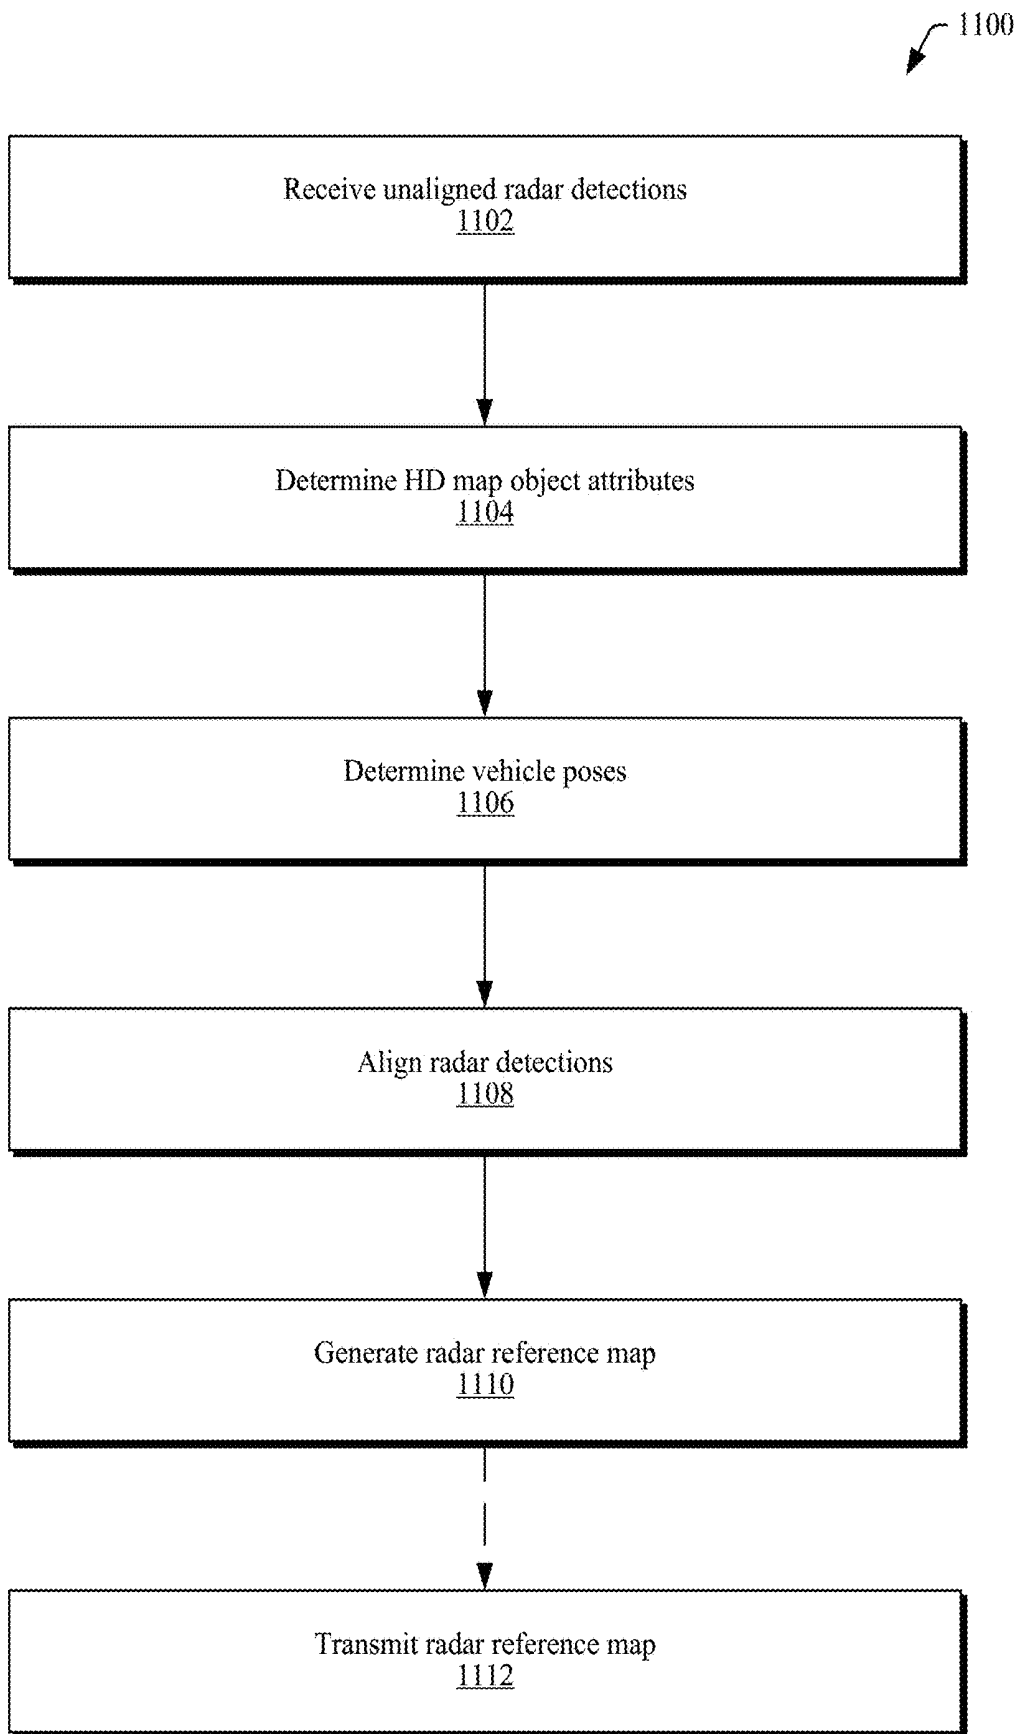 1100
Receive unaligned radar detections
1102
Determine HD map object attributes
1104
Determine vehicle poses
1106
Align radar detections
1108
Generate radar reference map
1110
Transmit radar reference map
1112